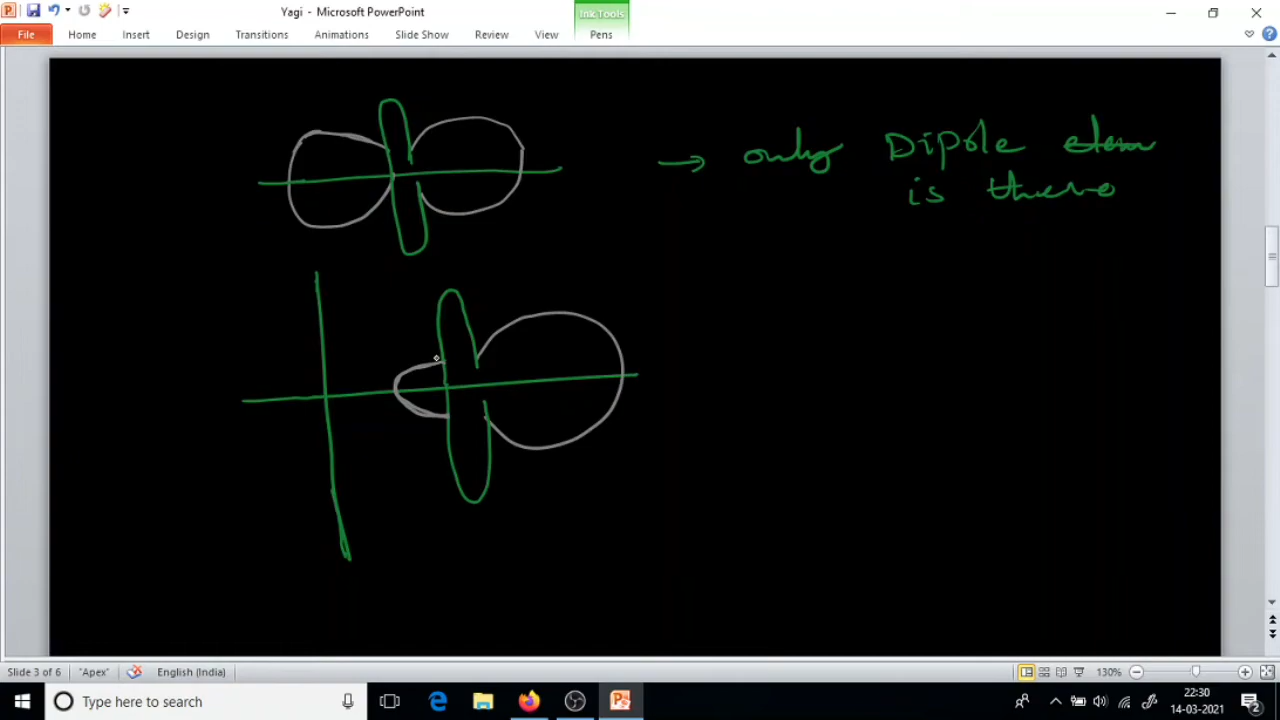 Yagi - Microsoft PowerPoint
Ink Tools
File Home Insert Design Transitions Animations Slide Show Review View Pens
→ only Dipole elem
is there
Slide 3 of 6 "Apex" English (India) 130%
Type here to search
22:30
14-03-2021
2